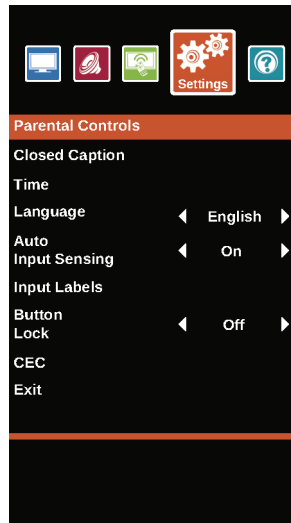 Settings
Parental Controls
Closed Caption
Time
Language English
Auto
Input Sensing On
Input Labels
Button
Lock Off
CEC
Exit